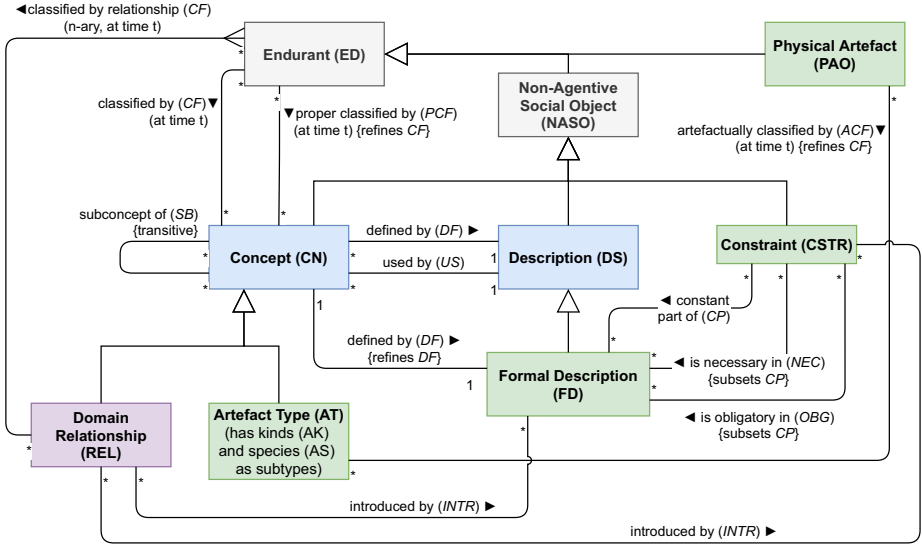 ◄classified by relationship (CF)
(n-ary, at time t)
*
Endurant (ED)
*
*
Physical Artefact
(PAO)
*
Non-Agentive
Social Object
(NASO)
classified by (CF)▼
(at time t)
▼proper classified by (PCF)
(at time t) {refines CF}
artefactually classified by (ACF)▼
(at time t) {refines CF}
subconcept of (SB)
{transitive}
*
*
*
*
Concept (CN)
*
*
defined by (DF) ►
used by (US)
1
1
Description (DS)
Constraint (CSTR)
*
*
*
*
1
defined by (DF) ►
{refines DF}
1
◄ constant
part of (CP)
*
Formal Description
(FD)
*
◄ is necessary in (NEC)
{subsets CP}
*
◄ is obligatory in (OBG)
{subsets CP}
Domain
Relationship
(REL)
*
Artefact Type (AT)
(has kinds (AK)
and species (AS)
as subtypes)
*
*
*
*
introduced by (INTR) ►
introduced by (INTR) ►